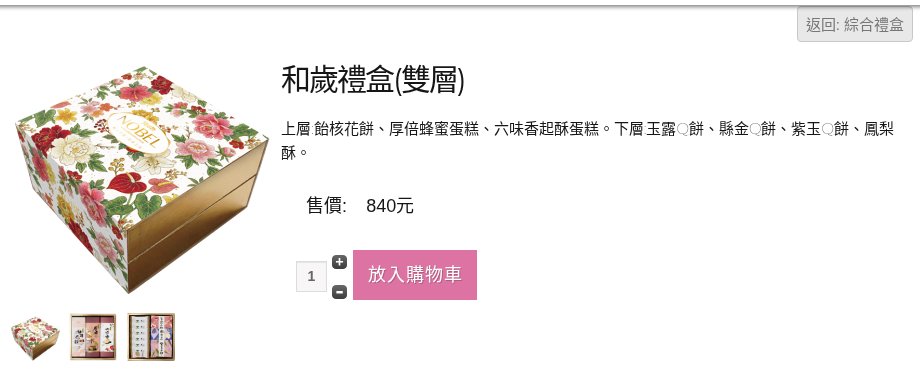 返回: 綜合禮盒
和歲禮盒(雙層)
NOBEL
上層:飴核花餅、厚倍蜂蜜蛋糕、六味香起酥蛋糕。下層:玉露餅、縣金餅、紫玉餅、鳳梨
酥。
售價: 840元
1
放入購物車